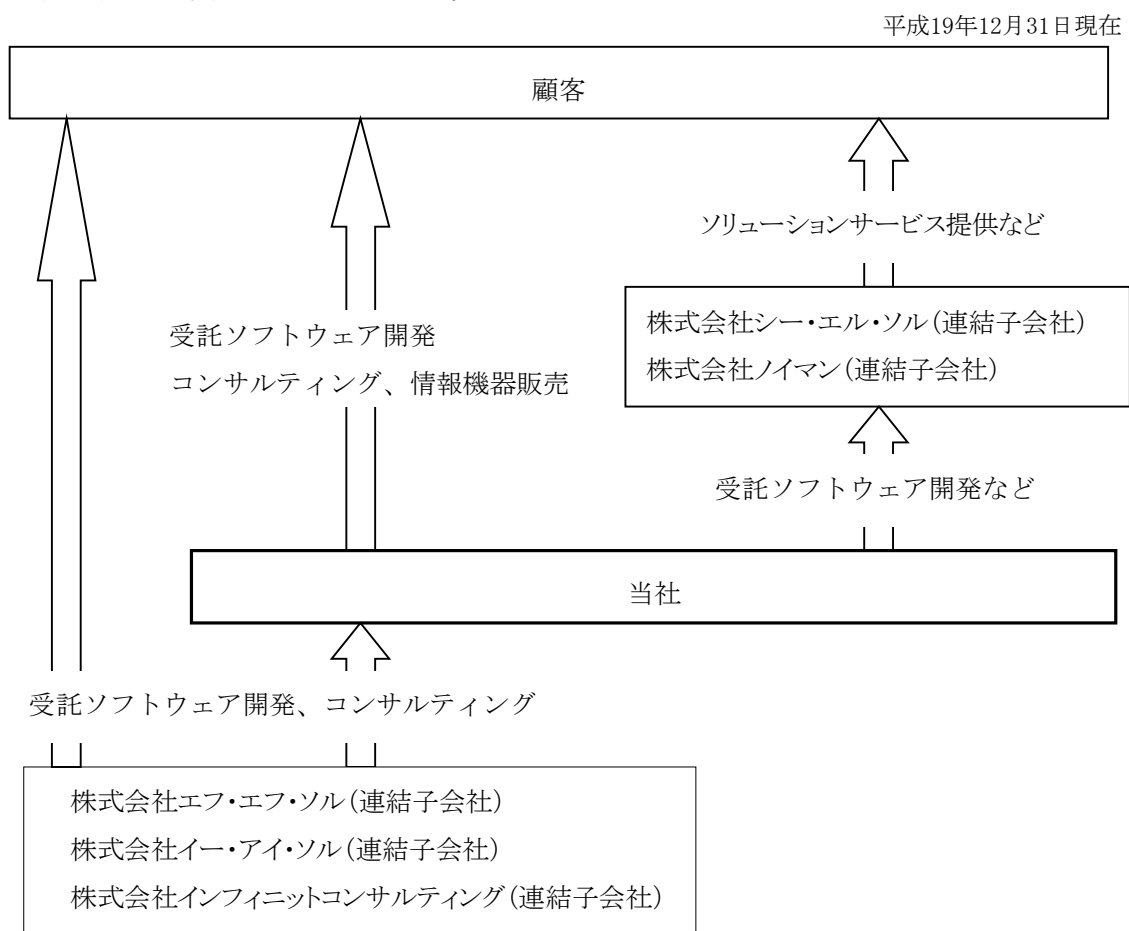 平成19年12月31日現在
顧客
ソリューションサービス提供など
受託ソフトウェア開発
コンサルティング、情報機器販売
株式会社シー・エル・ソル(連結子会社)
株式会社ノイマン(連結子会社)
受託ソフトウェア開発など
当社
受託ソフトウェア開発、コンサルティング
株式会社エフ・エフ・ソル(連結子会社)
株式会社イー・アイ・ソル(連結子会社)
株式会社インフィニットコンサルティング(連結子会社)